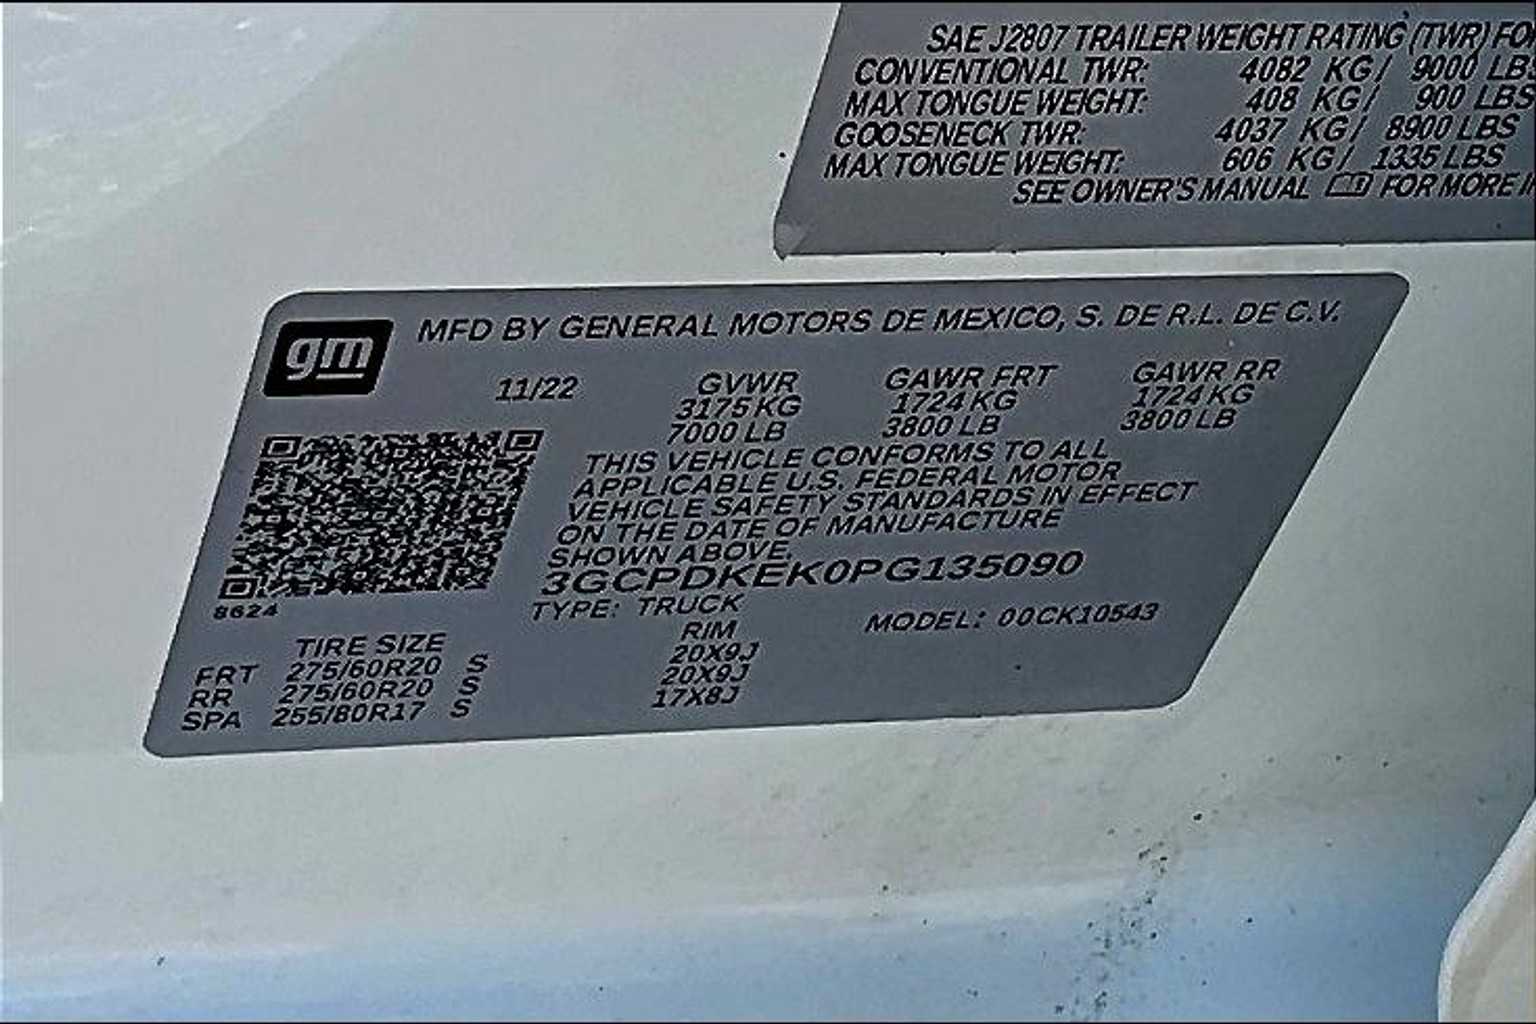 SAE J2807 TRAILER WEIGHT RATING (TWR) FO
CONVENTIONAL TWR: 4082 KG / 9000 LBS
MAX TONGUE WEIGHT: 408 KG / 900 LBS
GOOSENECK TWR: 4037 KG / 8900 LBS
MAX TONGUE WEIGHT: 606 KG / 1335 LBS
SEE OWNER'S MANUAL FOR MORE
gm MFD BY GENERAL MOTORS DE MEXICO, S. DE R.L. DE C.V.
11/22 GVWR GAWR FRT GAWR RR
3175 KG 1724 KG 1724 KG
7000 LB 3800 LB 3800 LB
THIS VEHICLE CONFORMS TO ALL
APPLICABLE U.S. FEDERAL MOTOR
VEHICLE SAFETY STANDARDS IN EFFECT
ON THE DATE OF MANUFACTURE
SHOWN ABOVE.
3GCPDKEK0PG135090
8624
TYPE: TRUCK MODEL: 00CK10543
TIRE SIZE RIM
FRT 275/60R20 S 20X9J
RR 275/60R20 S 20X9J
SPA 255/80R17 S 17X8J